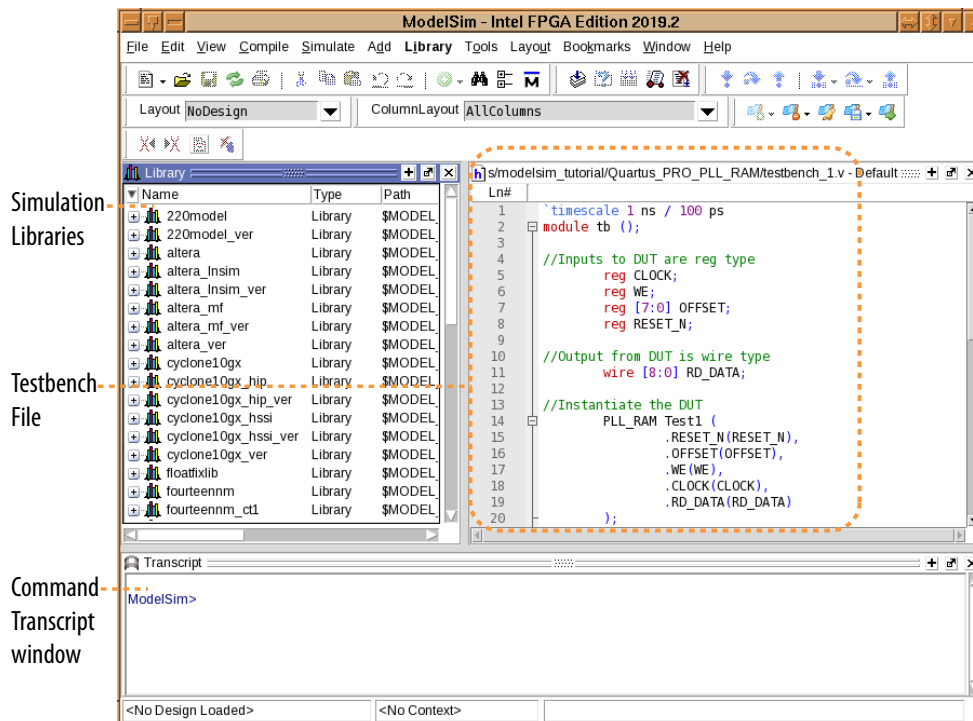 ModelSim - Intel FPGA Edition 2019.2
File Edit View Compile Simulate Add Library Tools Layout Bookmarks Window Help
Layout NoDesign
ColumnLayout AllColumns
Library
Name Type Path
220model Library $MODEL_
220model_ver Library $MODEL_
altera Library $MODEL_
altera_lnsim Library $MODEL_
altera_lnsim_ver Library $MODEL_
altera_mf Library $MODEL_
altera_mf_ver Library $MODEL_
altera_ver Library $MODEL_
cyclone10gx Library $MODEL_
cyclone10gx_hip Library $MODEL_
cyclone10gx_hip_ver Library $MODEL_
cyclone10gx_hssi Library $MODEL_
cyclone10gx_hssi_ver Library $MODEL_
cyclone10gx_ver Library $MODEL_
floatfixlib Library $MODEL_
fourteennm Library $MODEL_
fourteennm_ct1 Library $MODEL_
s/modelsim_tutorial/Quartus_PRO_PLL_RAM/testbench_1.v - Default
Ln#
1 `timescale 1 ns / 100 ps
2 module tb ();
3
4 //Inputs to DUT are reg type
5 reg CLOCK;
6 reg WE;
7 reg [7:0] OFFSET;
8 reg RESET_N;
9
10 //Output from DUT is wire type
11 wire [8:0] RD_DATA;
12
13 //Instantiate the DUT
14 PLL_RAM Test1 (
15 .RESET_N(RESET_N),
16 .OFFSET(OFFSET),
17 .WE(WE),
18 .CLOCK(CLOCK),
19 .RD_DATA(RD_DATA)
20 );
Transcript
ModelSim>
<No Design Loaded> <No Context>
Simulation
Libraries
Testbench
File
Command
Transcript
window